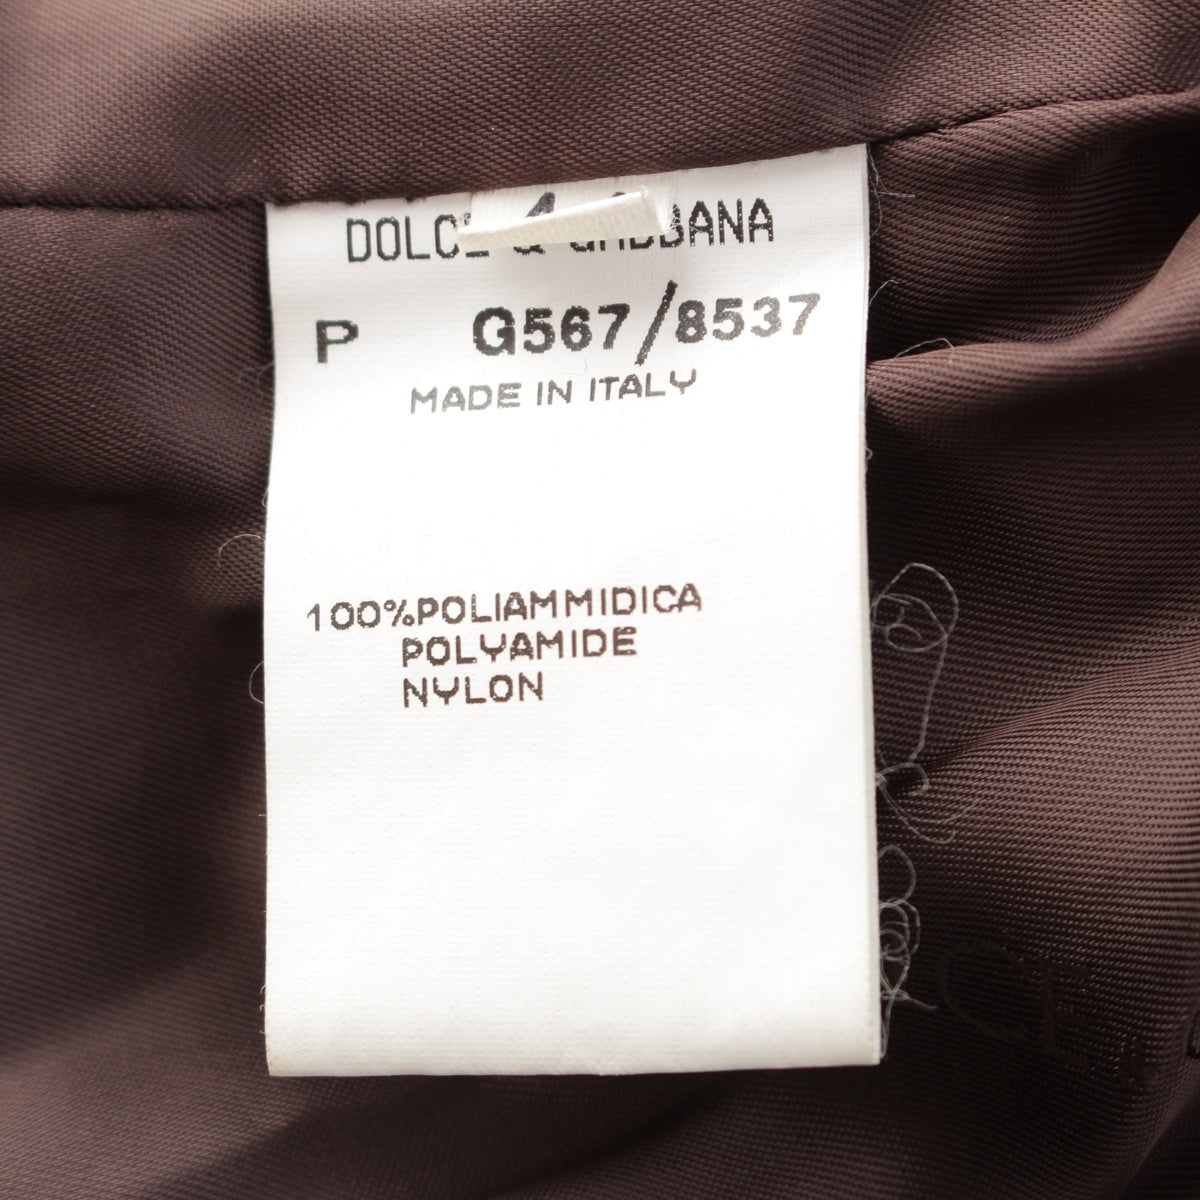 DOLCE & GABBANA
P G567/8537
MADE IN ITALY
100%POLIAMMIDICA
POLYAMIDE
NYLON